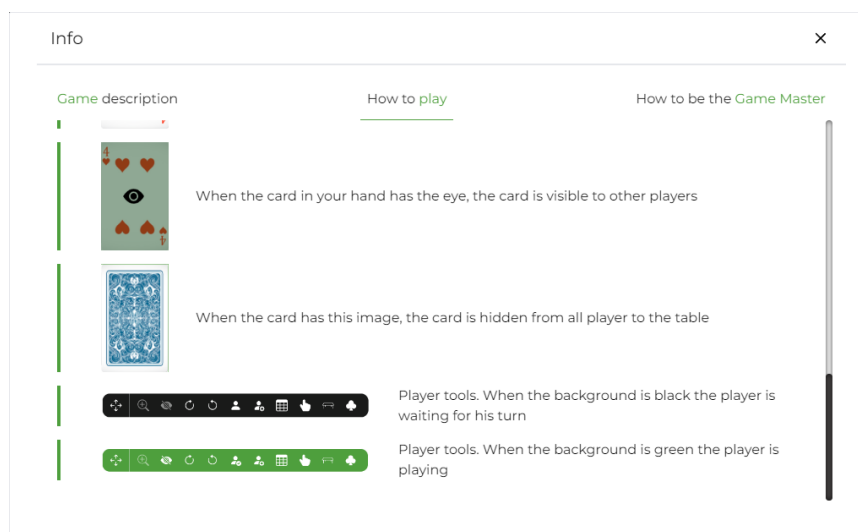 Info
Game description
How to play
How to be the Game Master
4
4
When the card in your hand has the eye, the card is visible to other players
When the card has this image, the card is hidden from all player to the table
Player tools. When the background is black the player is
waiting for his turn
Player tools. When the background is green the player is
playing